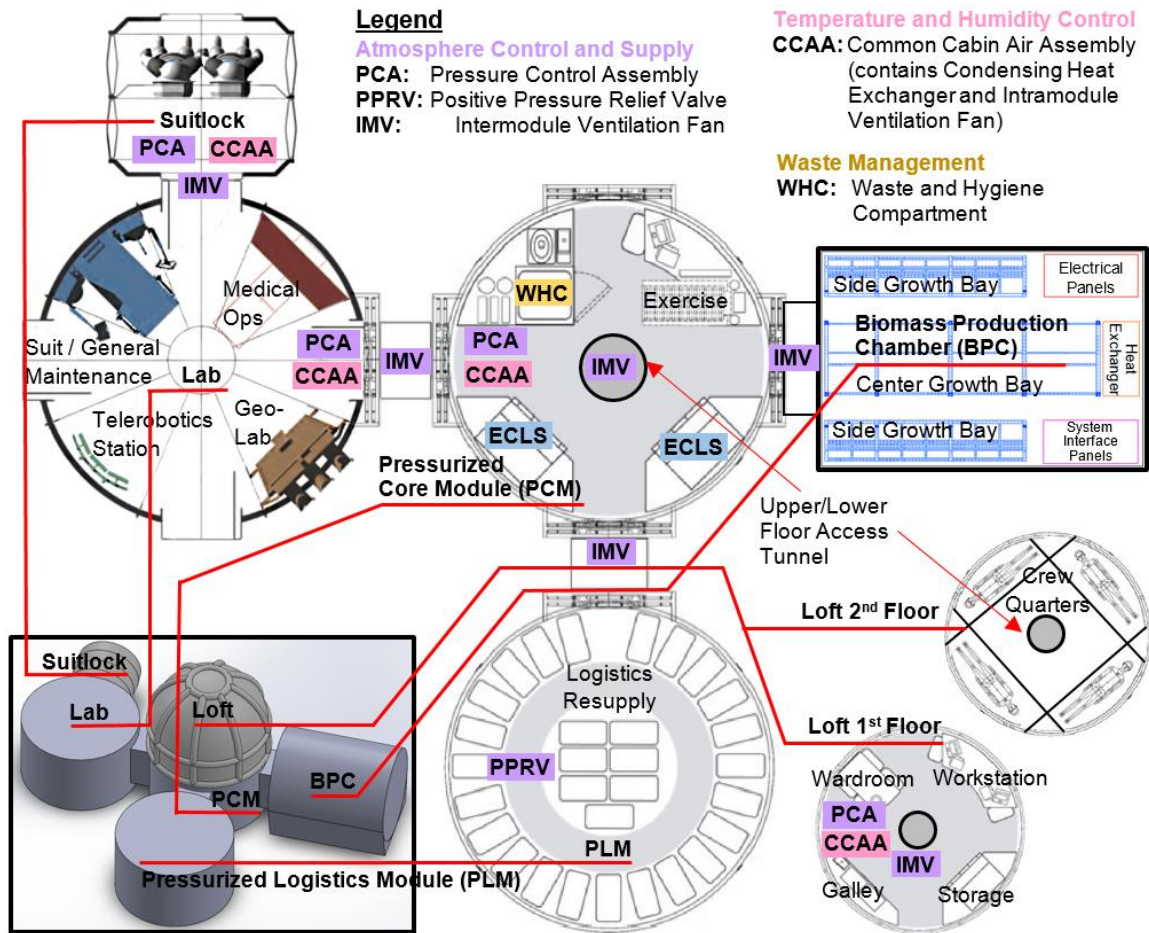 Legend
Atmosphere Control and Supply
PCA: Pressure Control Assembly
PPRV: Positive Pressure Relief Valve
IMV: Intermodule Ventilation Fan
Temperature and Humidity Control
CCAA: Common Cabin Air Assembly
(contains Condensing Heat
Exchanger and Intramodule
Ventilation Fan)
Waste Management
WHC: Waste and Hygiene
Compartment
Suitlock
PCA CCAA
IMV
Medical
Ops
Suit / General
Maintenance
Lab
Telerobotics
Station
Geo-
Lab
PCA
CCAA
IMV
WHC
Exercise
PCA
CCAA
IMV
ECLS
ECLS
IMV
Side Growth Bay
Electrical
Panels
Biomass Production
Chamber (BPC)
Heat
Exchanger
Center Growth Bay
Side Growth Bay
System
Interface
Panels
Pressurized
Core Module (PCM)
Upper/Lower
Floor Access
Tunnel
IMV
Crew
Quarters
Loft 2nd Floor
Logistics
Resupply
PPRV
PLM
Loft 1st Floor
Wardroom
Workstation
PCA
CCAA
IMV
Galley
Storage
Suitlock
Lab
Loft
BPC
PCM
Pressurized Logistics Module (PLM)